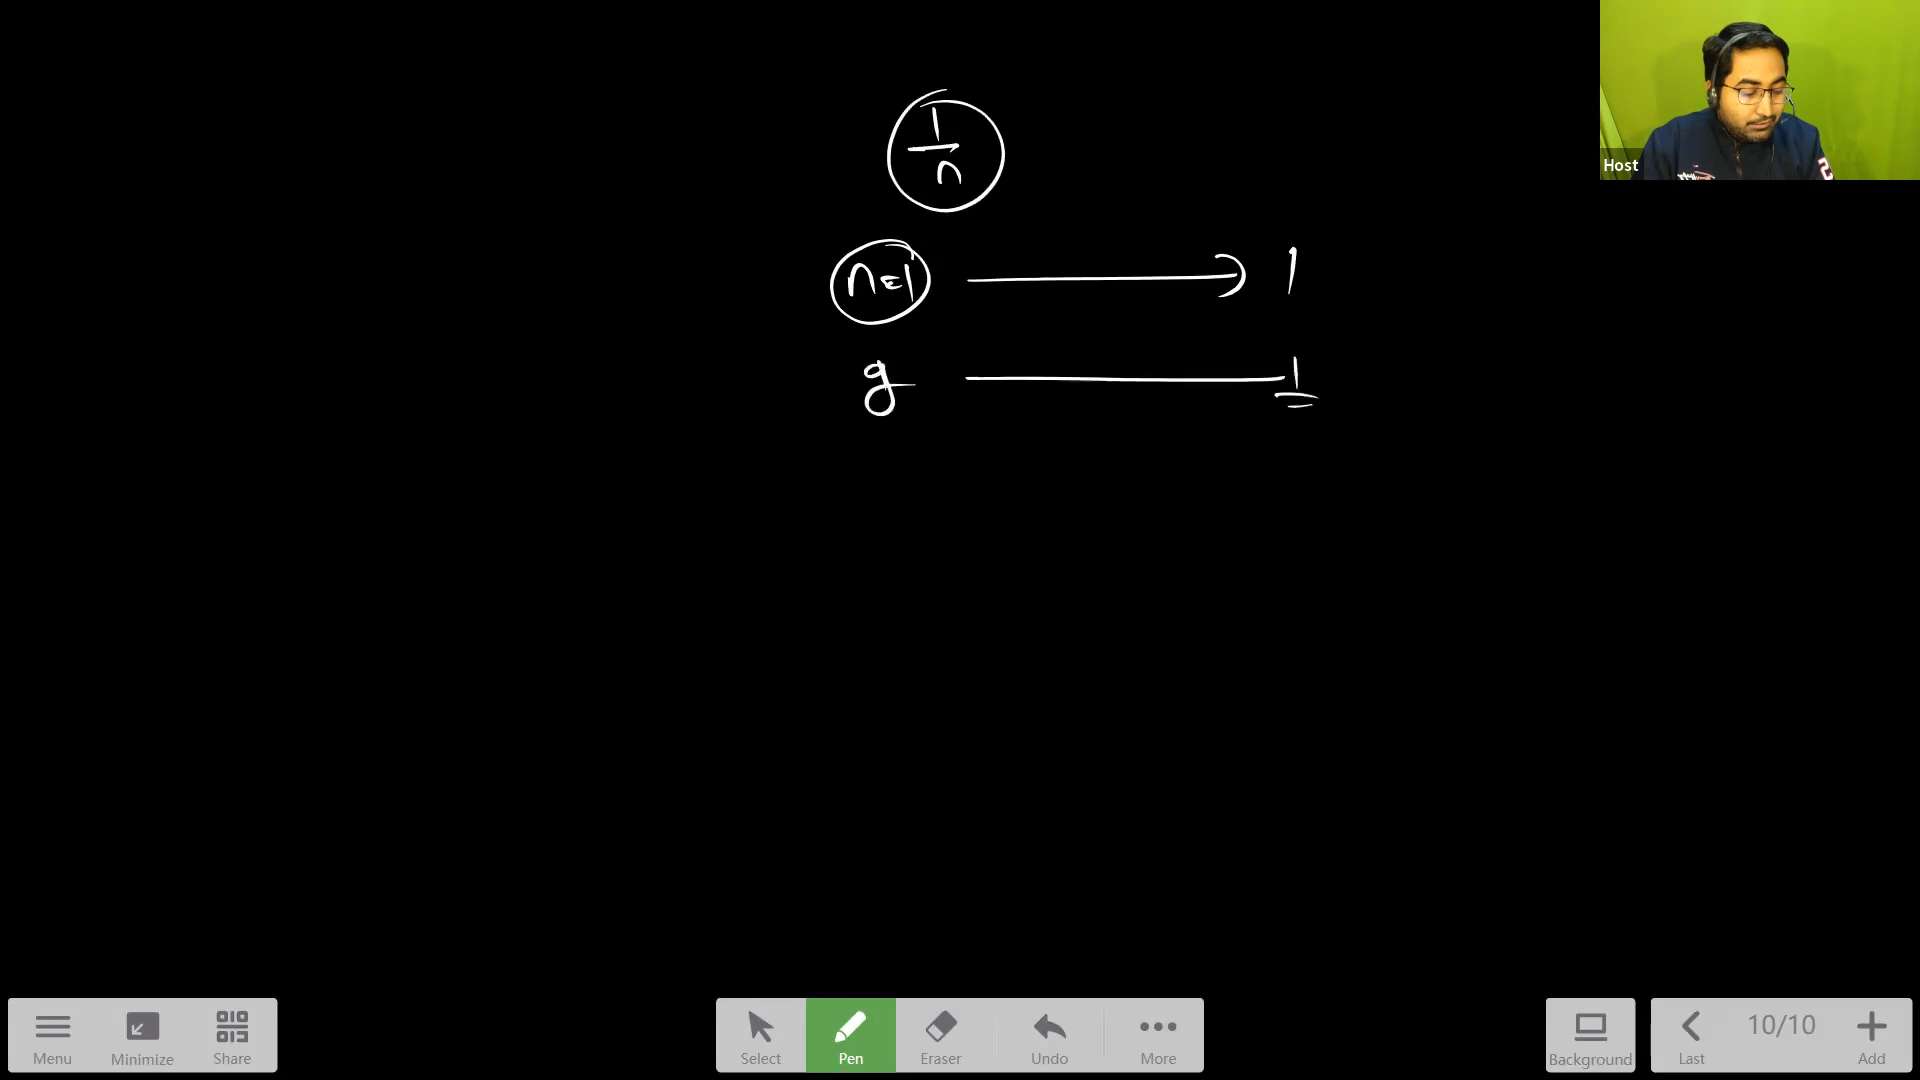 1/n
n=1 → 1
g — 1
Host
Menu
Minimize
Share
Select
Pen
Eraser
Undo
More
Background
Last
10/10
Add